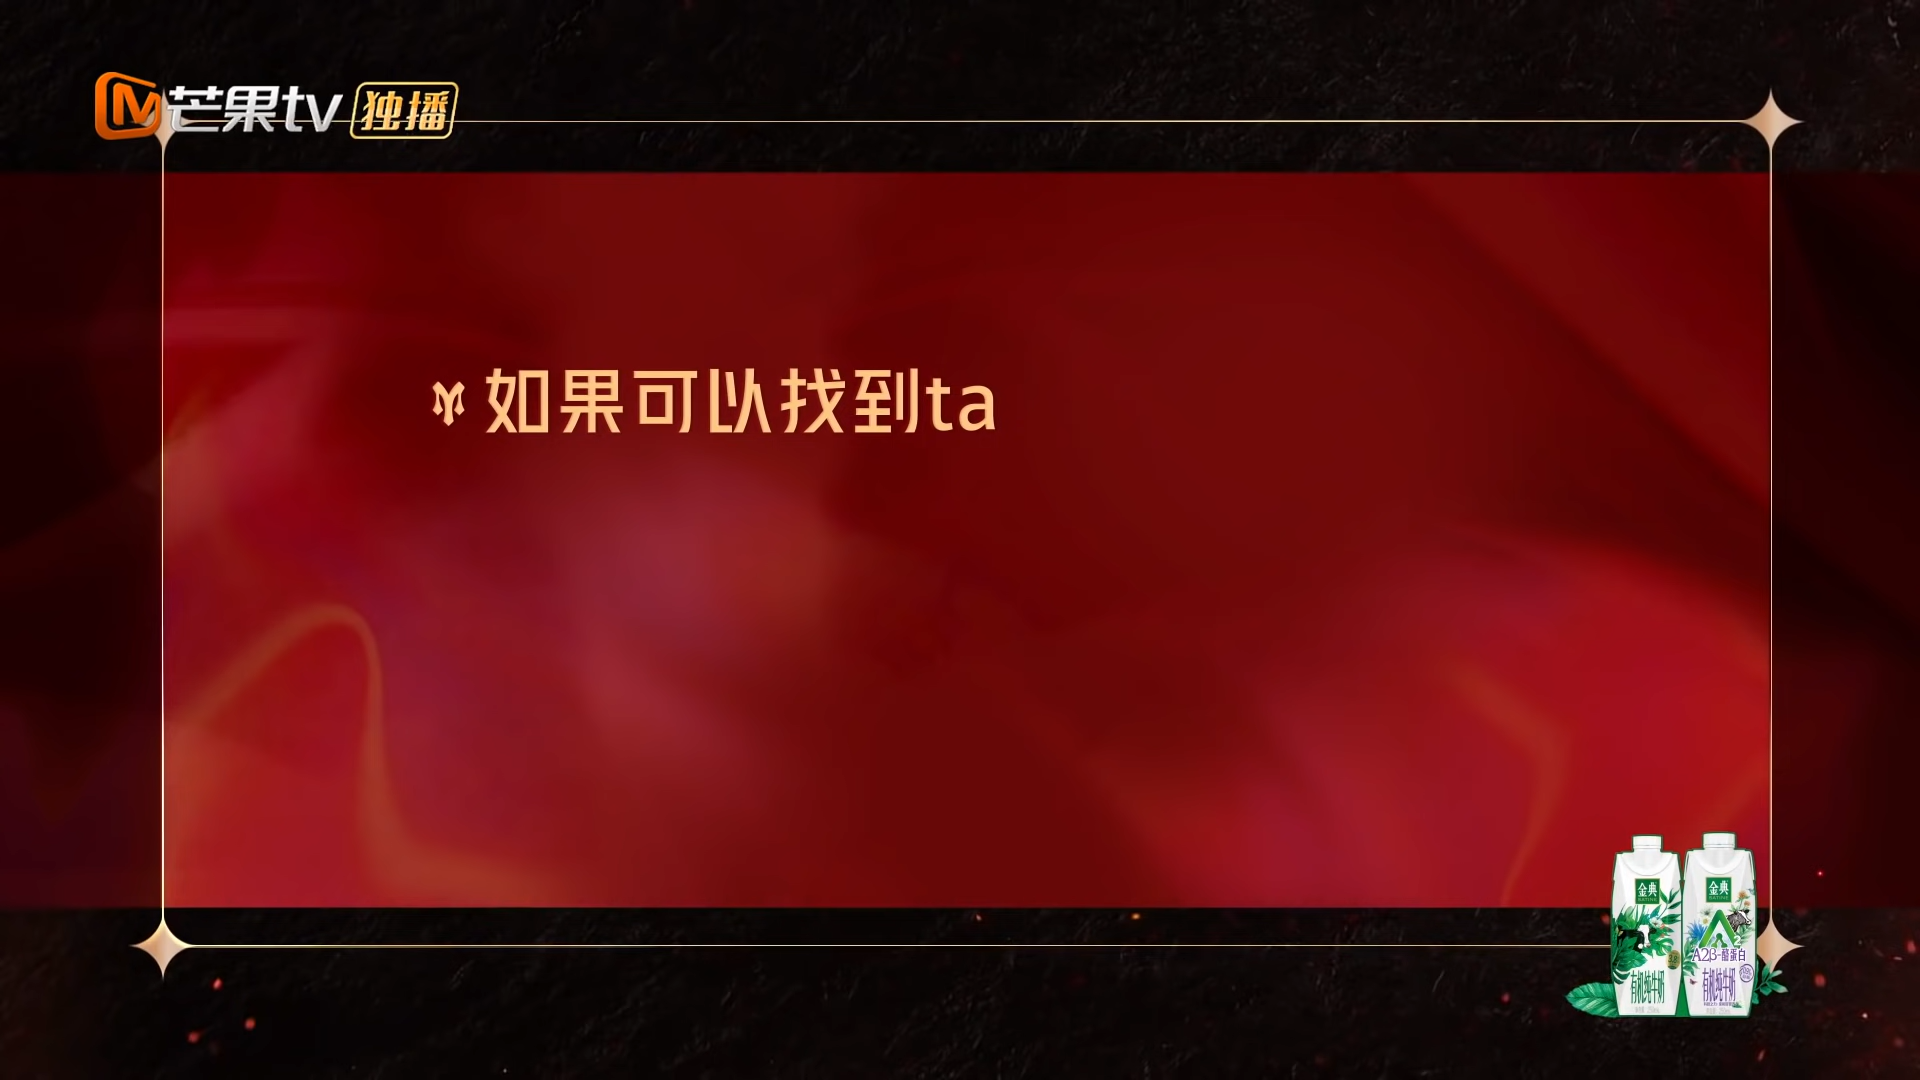 芒果tv 独播
如果可以找到ta
金典 金典
A2β-酪蛋白
有机纯牛奶 有机纯牛奶